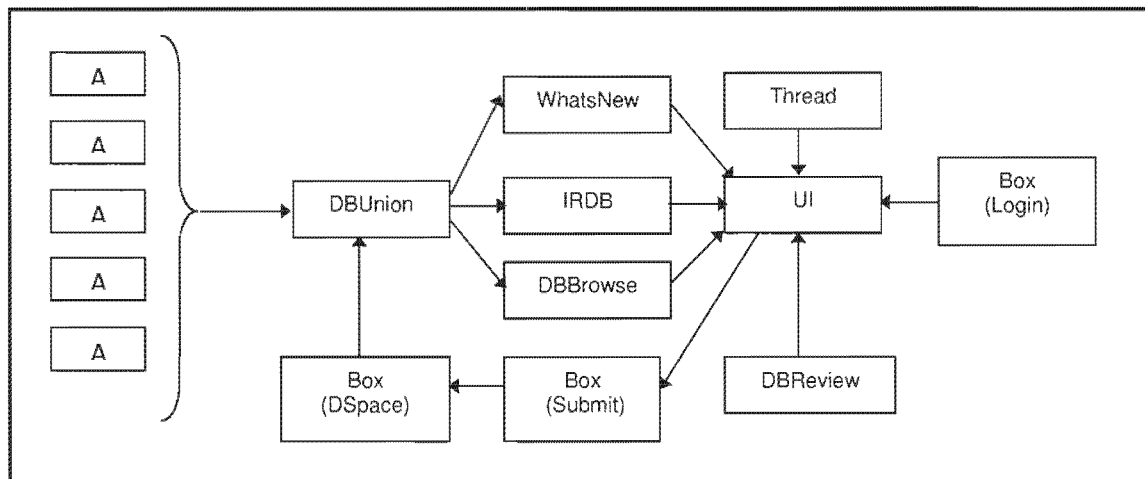 A
A
A
A
A
DBUnion
WhatsNew
IRDB
DBBrowse
Thread
UI
Box
(Login)
Box
(DSpace)
Box
(Submit)
DBReview